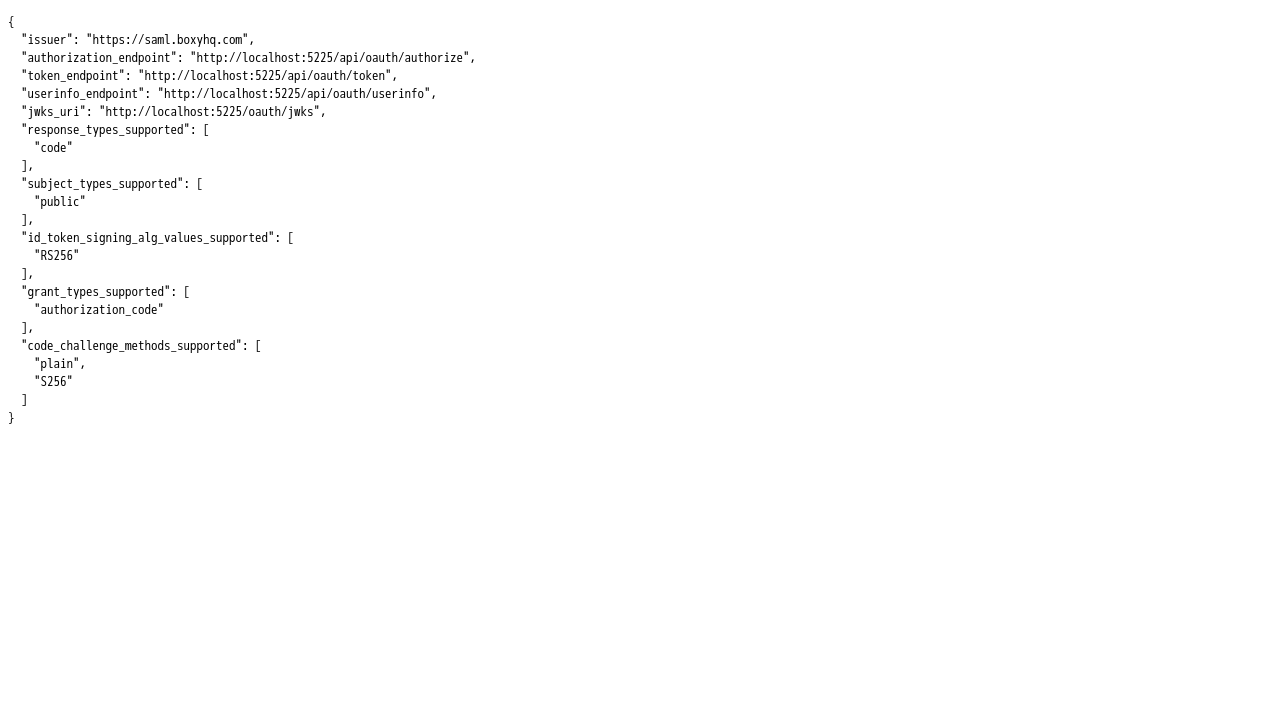 {
  "issuer": "https://saml.boxyhq.com",
  "authorization_endpoint": "http://localhost:5225/api/oauth/authorize",
  "token_endpoint": "http://localhost:5225/api/oauth/token",
  "userinfo_endpoint": "http://localhost:5225/api/oauth/userinfo",
  "jwks_uri": "http://localhost:5225/oauth/jwks",
  "response_types_supported": [
    "code"
  ],
  "subject_types_supported": [
    "public"
  ],
  "id_token_signing_alg_values_supported": [
    "RS256"
  ],
  "grant_types_supported": [
    "authorization_code"
  ],
  "code_challenge_methods_supported": [
    "plain",
    "S256"
  ]
}